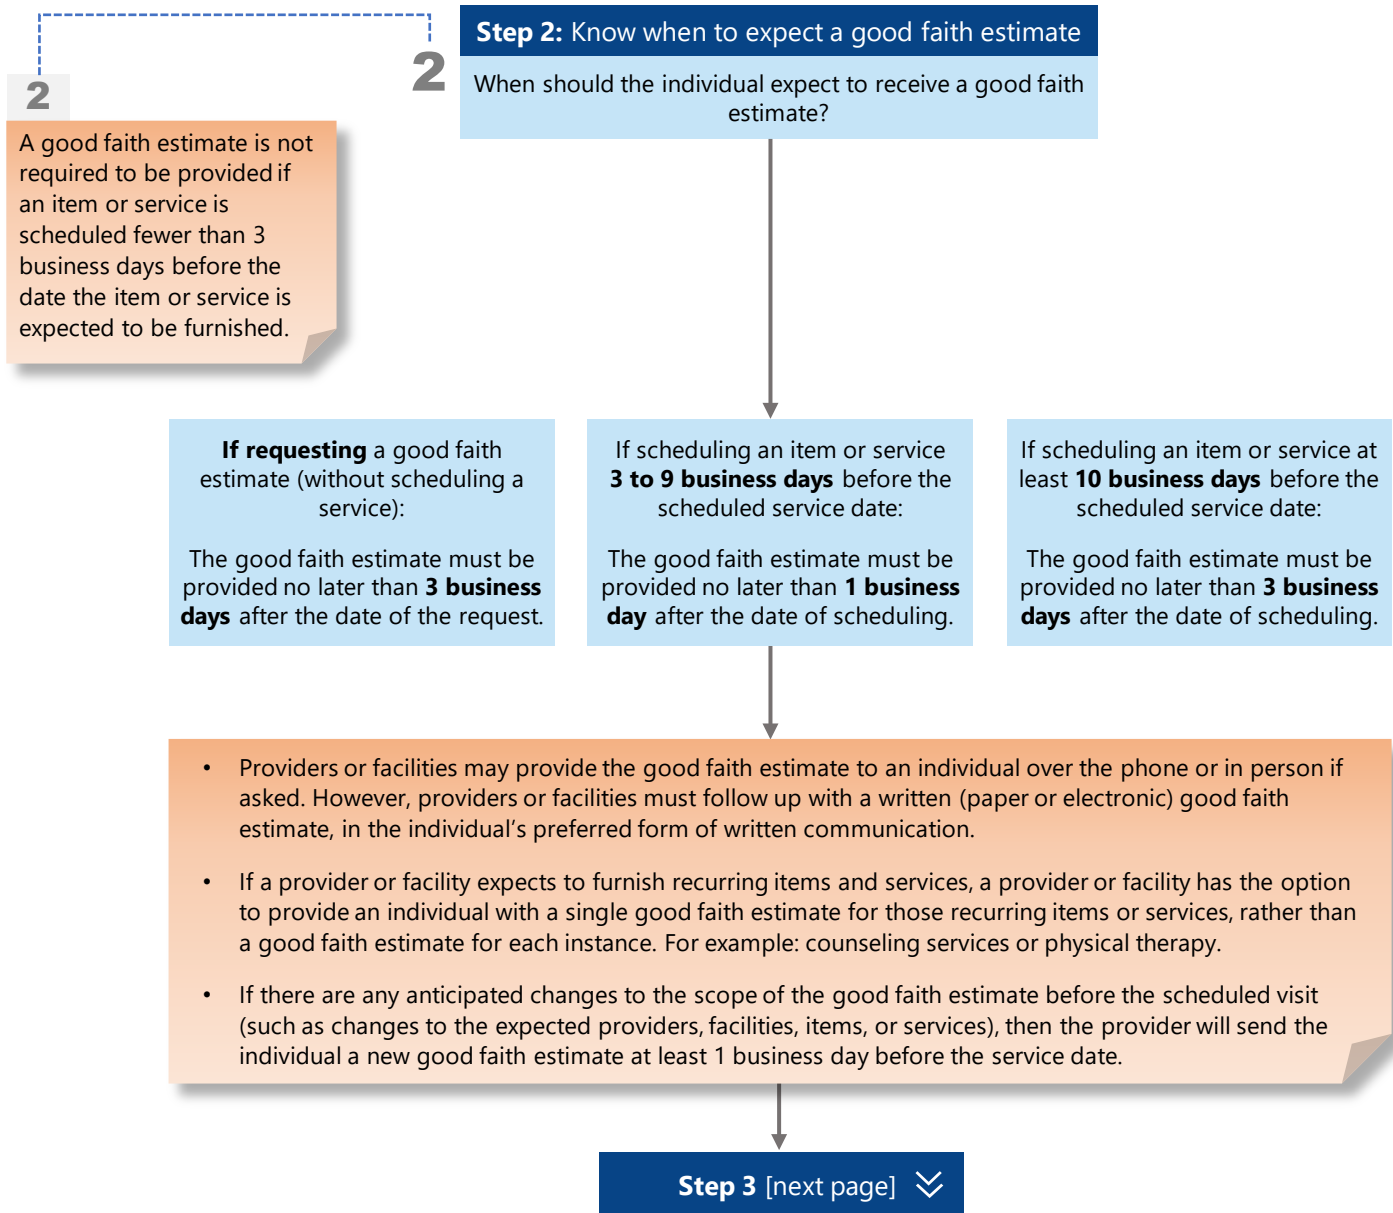 2
Step 2: Know when to expect a good faith estimate
When should the individual expect to receive a good faith
estimate?
2
A good faith estimate is not
required to be provided if
an item or service is
scheduled fewer than 3
business days before the
date the item or service is
expected to be furnished.
If requesting a good faith
estimate (without scheduling a
service):
The good faith estimate must be
provided no later than 3 business
days after the date of the request.
If scheduling an item or service
3 to 9 business days before the
scheduled service date:
The good faith estimate must be
provided no later than 1 business
day after the date of scheduling.
If scheduling an item or service at
least 10 business days before the
scheduled service date:
The good faith estimate must be
provided no later than 3 business
days after the date of scheduling.
• Providers or facilities may provide the good faith estimate to an individual over the phone or in person if
asked. However, providers or facilities must follow up with a written (paper or electronic) good faith
estimate, in the individual’s preferred form of written communication.
• If a provider or facility expects to furnish recurring items and services, a provider or facility has the option
to provide an individual with a single good faith estimate for those recurring items or services, rather than
a good faith estimate for each instance. For example: counseling services or physical therapy.
• If there are any anticipated changes to the scope of the good faith estimate before the scheduled visit
(such as changes to the expected providers, facilities, items, or services), then the provider will send the
individual a new good faith estimate at least 1 business day before the service date.
Step 3 [next page]